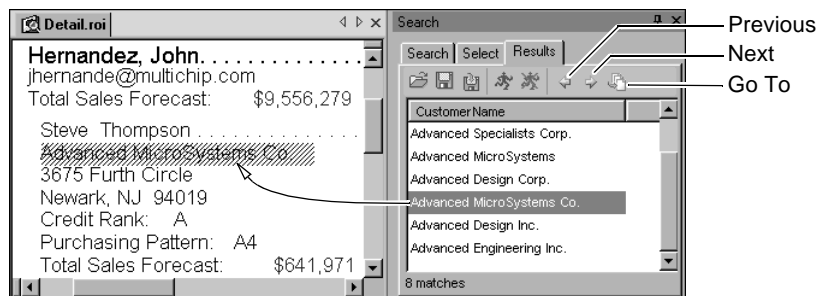 Detail.roi
Hernandez, John. . . . . . . . . . . . . .
jhernande@multichip.com
Total Sales Forecast: $9,556,279
Steve Thompson . . . . . . . . . . . . .
Advanced MicroSystems Co.
3675 Furth Circle
Newark, NJ 94019
Credit Rank: A
Purchasing Pattern: A4
Total Sales Forecast: $641,971
Search
Search Select Results
CustomerName
Advanced Specialists Corp.
Advanced MicroSystems
Advanced Design Corp.
Advanced MicroSystems Co.
Advanced Design Inc.
Advanced Engineering Inc.
8 matches
Previous
Next
Go To